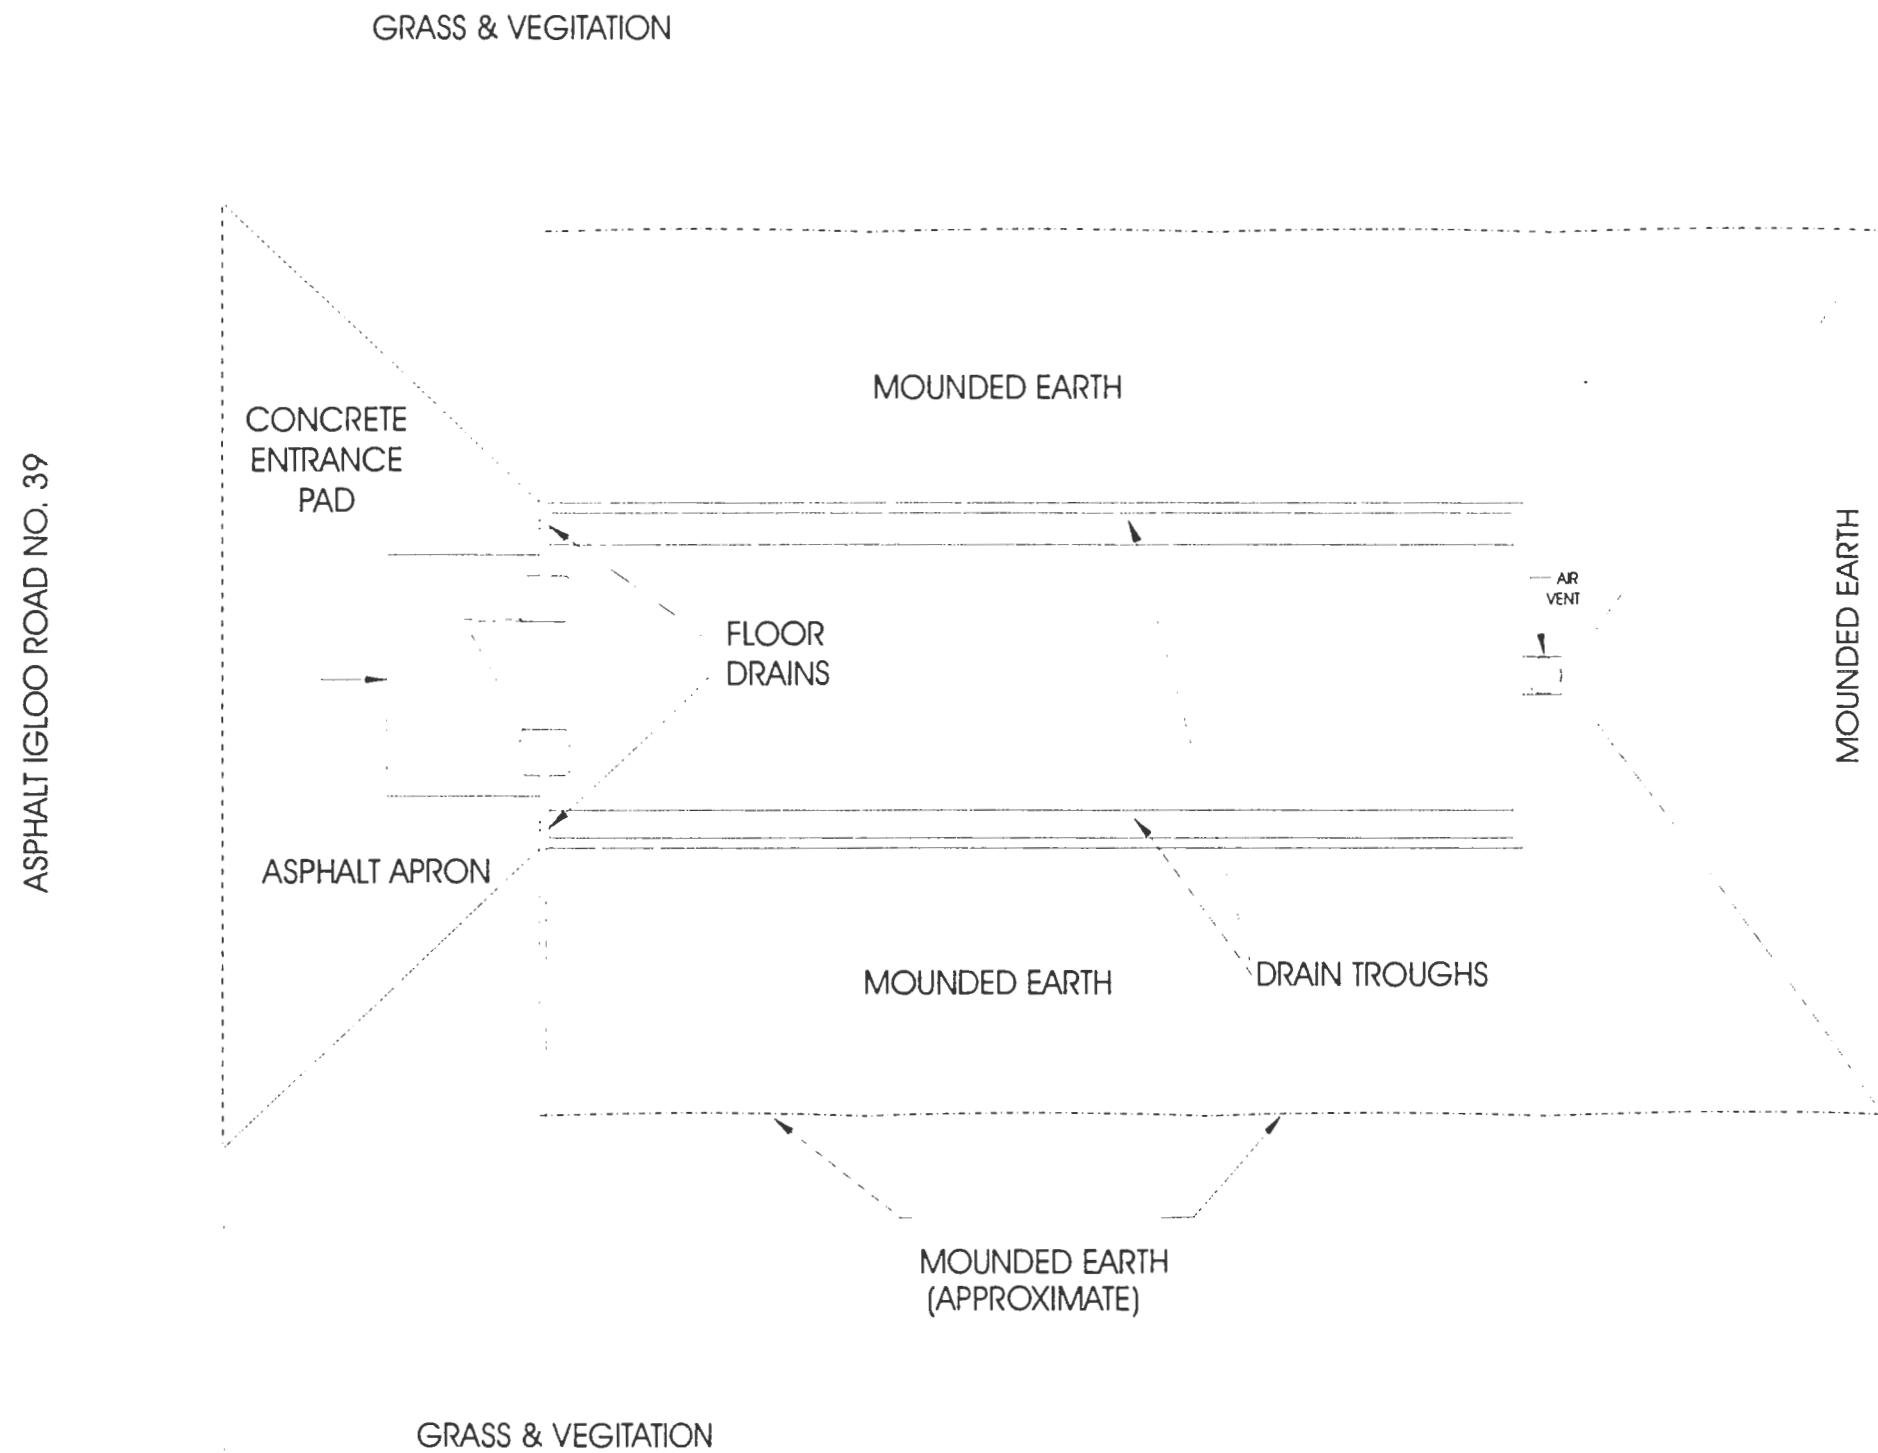 GRASS & VEGITATION
MOUNDED EARTH
CONCRETE
ENTRANCE
PAD
ASPHALT IGLOO ROAD NO. 39
AIR
VENT
MOUNDED EARTH
FLOOR
DRAINS
ASPHALT APRON
MOUNDED EARTH
DRAIN TROUGHS
MOUNDED EARTH
(APPROXIMATE)
GRASS & VEGITATION